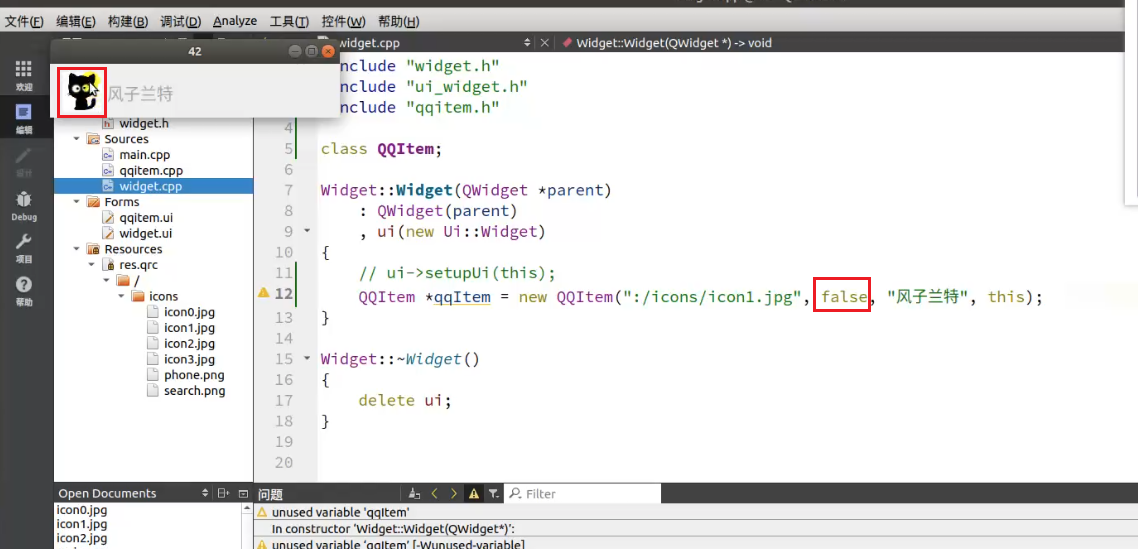 文件(F) 编辑(E) 构建(B) 调试(D) Analyze 工具(T) 控件(W) 帮助(H)
42
widget.cpp
Widget::Widget(QWidget *) -> void
风子兰特
欢迎
编辑
设计
Debug
项目
帮助
widget.h
Sources
main.cpp
qqitem.cpp
widget.cpp
Forms
qqitem.ui
widget.ui
Resources
res.qrc
/
icons
icon0.jpg
icon1.jpg
icon2.jpg
icon3.jpg
phone.png
search.png
include "widget.h"
include "ui_widget.h"
include "qqitem.h"
4
5 class QQItem;
6
7 Widget::Widget(QWidget *parent)
8 : QWidget(parent)
9 , ui(new Ui::Widget)
10 {
11 // ui->setupUi(this);
12 QQItem *qqItem = new QQItem(":/icons/icon1.jpg", false, "风子兰特", this);
13 }
14
15 Widget::~Widget()
16 {
17 delete ui;
18 }
19
20
Open Documents
icon0.jpg
icon1.jpg
icon2.jpg
问题
Filter
unused variable 'qqItem'
In constructor 'Widget::Widget(QWidget*)':
unused variable 'qqItem' [-Wunused-variable]